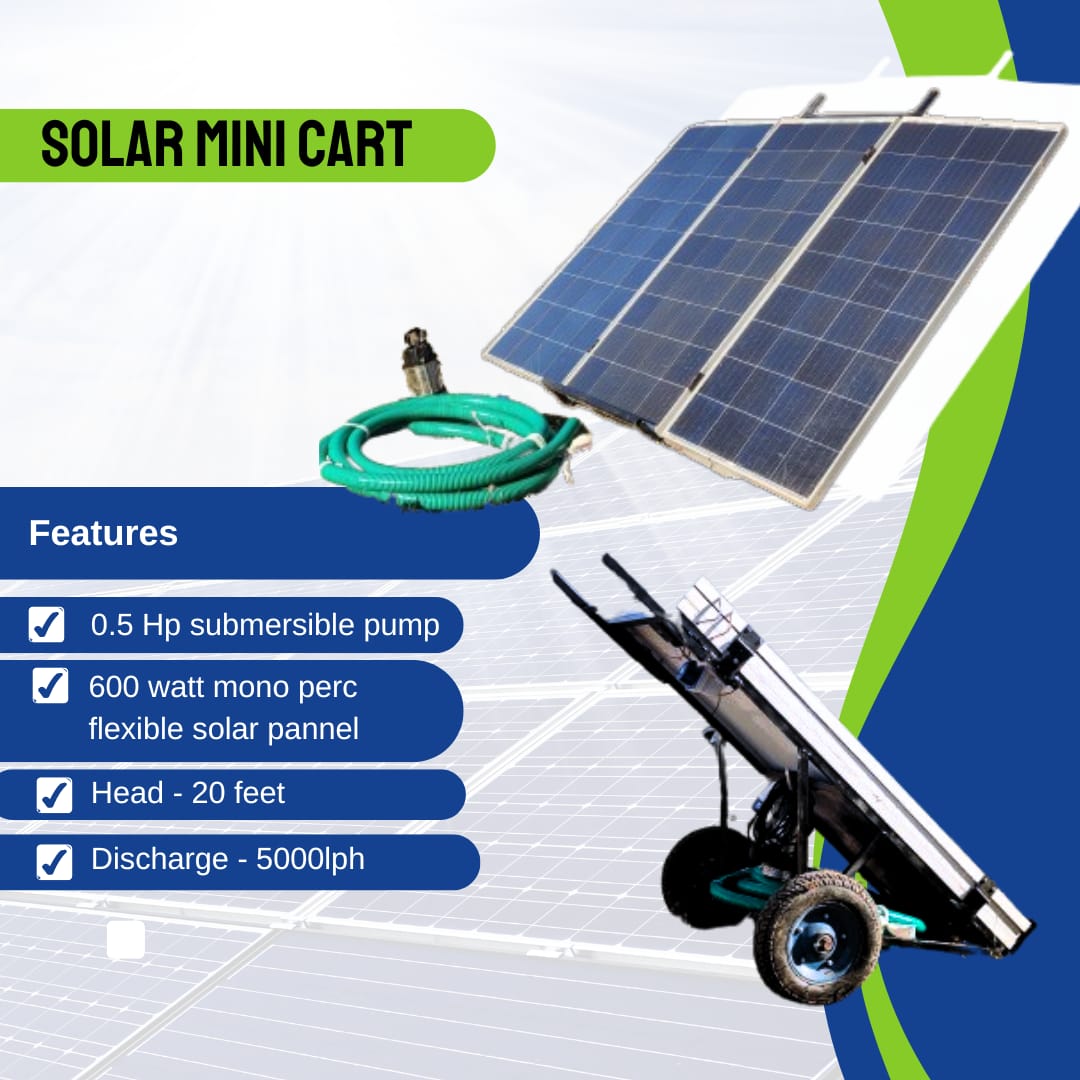 SOLAR MINI CART
Features
0.5 Hp submersible pump
600 watt mono perc
flexible solar pannel
Head - 20 feet
Discharge - 5000lph